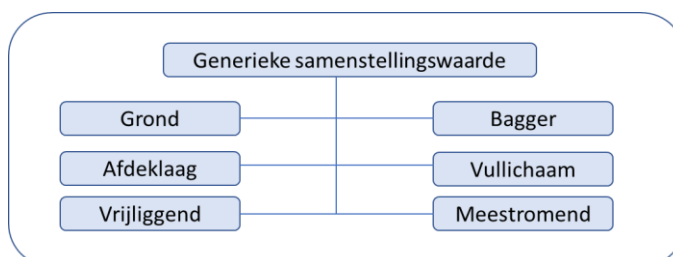 Generieke samenstellingswaarde
Grond
Bagger
Afdeklaag
Vullichaam
Vrijliggend
Meestromend